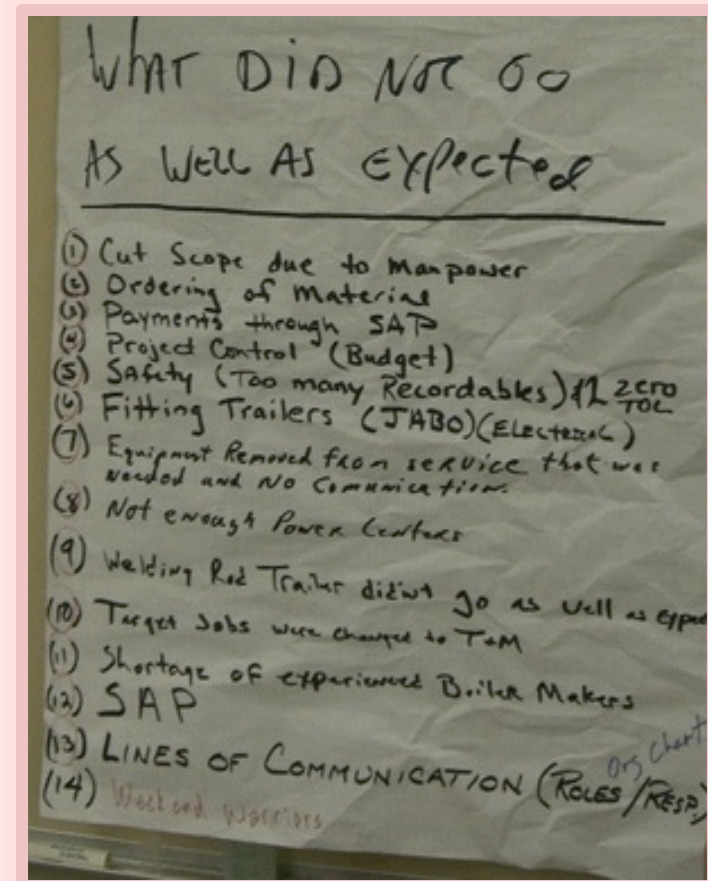 WHAT DID NOT GO
AS WELL AS EXPected
(1) Cut Scope due to Manpower
(2) Ordering of Material
(3) Payments through SAP
(4) Project Control (Budget)
(5) SAfety (Too many Recordables) 12 zero
TOL
(6) Fitting Trailers (JABO)(ELECTRICAL)
(7) Equipment Removed from service that was
needed and No Comunication.
(8) Not enough Power Centers
(9) Welding Rod Trailer didn't go as well as expe
(10) Target Jobs were changed to T+M
(11) Shortage of experienced Boiler Makers
(12) SAP
Org Chart
(13) LINES OF COMMUNICATION (ROLES/RESP.)
(14) Weekend Warriors